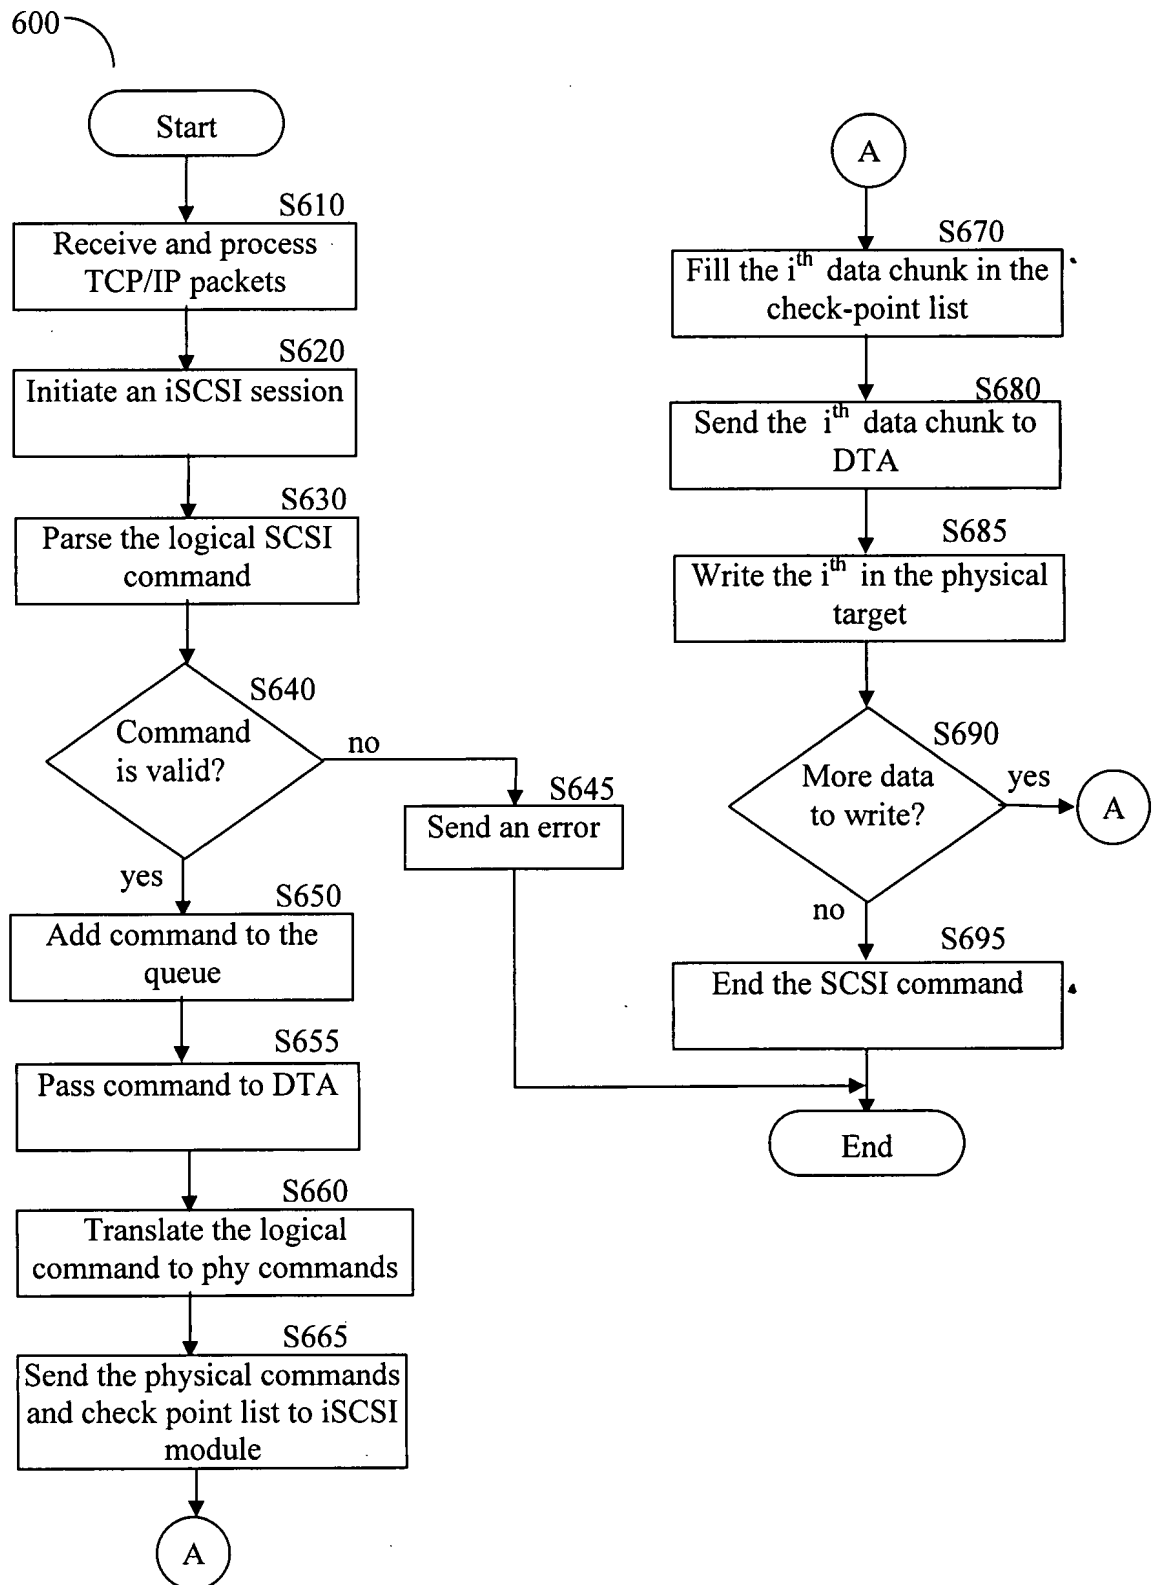 600
Start
S610
Receive and process
TCP/IP packets
S620
Initiate an iSCSI session
S630
Parse the logical SCSI
command
S640
Command
is valid?
no
S645
Send an error
yes
S650
Add command to the
queue
S655
Pass command to DTA
S660
Translate the logical
command to phy commands
S665
Send the physical commands
and check point list to iSCSI
module
A
A
S670
Fill the ith data chunk in the
check-point list
S680
Send the ith data chunk to
DTA
S685
Write the ith in the physical
target
S690
More data
to write?
yes
A
no
S695
End the SCSI command
End